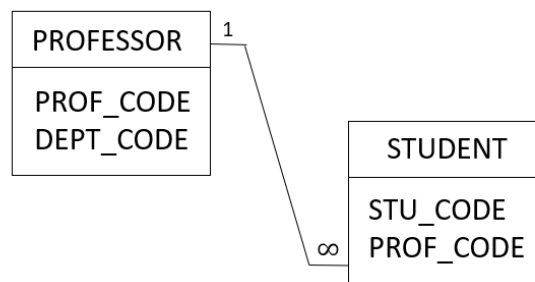 PROFESSOR
1
PROF_CODE
DEPT_CODE
STUDENT
STU_CODE
PROF_CODE
∞